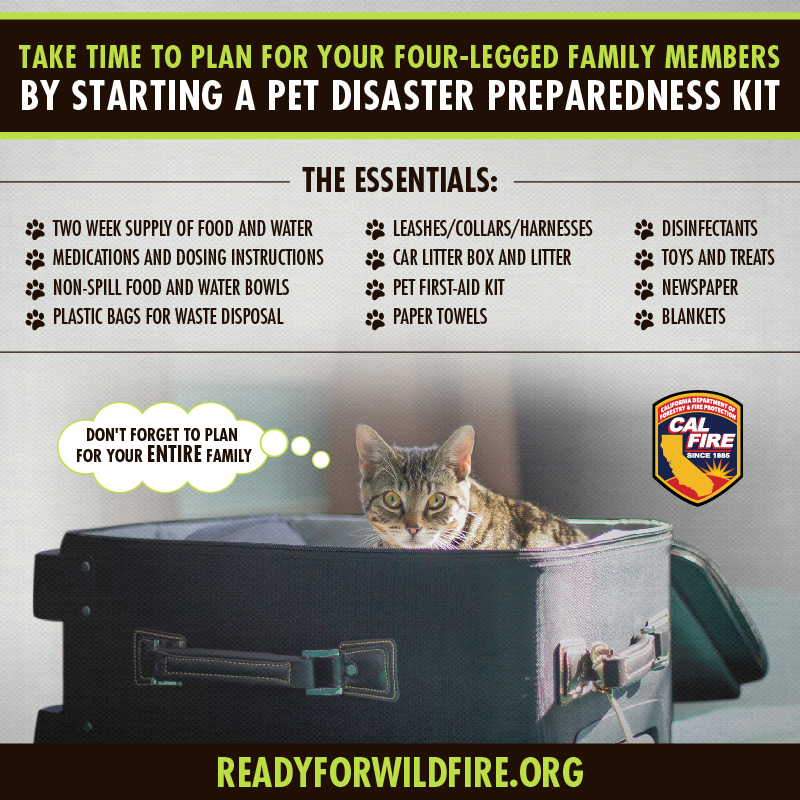 TAKE TIME TO PLAN FOR YOUR FOUR-LEGGED FAMILY MEMBERS
BY STARTING A PET DISASTER PREPAREDNESS KIT
THE ESSENTIALS:
TWO WEEK SUPPLY OF FOOD AND WATER
MEDICATIONS AND DOSING INSTRUCTIONS
NON-SPILL FOOD AND WATER BOWLS
PLASTIC BAGS FOR WASTE DISPOSAL
LEASHES/COLLARS/HARNESSES
CAR LITTER BOX AND LITTER
PET FIRST-AID KIT
PAPER TOWELS
DISINFECTANTS
TOYS AND TREATS
NEWSPAPER
BLANKETS
DON'T FORGET TO PLAN
FOR YOUR ENTIRE FAMILY
CALIFORNIA DEPARTMENT OF
FORESTRY & FIRE PROTECTION
CAL
FIRE
SINCE 1885
READYFORWILDFIRE.ORG